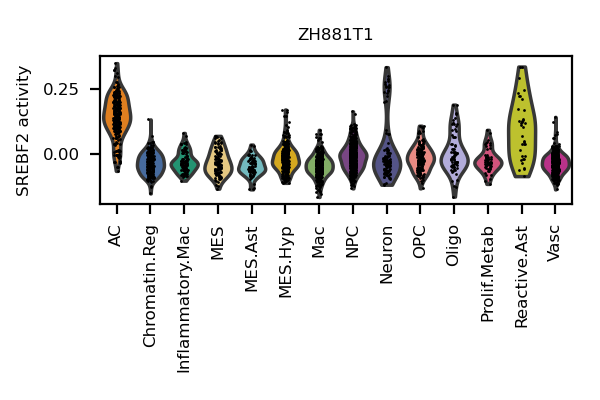 ZH881T1
SREBF2 activity
0.25
0.00
AC
Chromatin.Reg
Inflammatory.Mac
MES
MES.Ast
MES.Hyp
Mac
NPC
Neuron
OPC
Oligo
Prolif.Metab
Reactive.Ast
Vasc